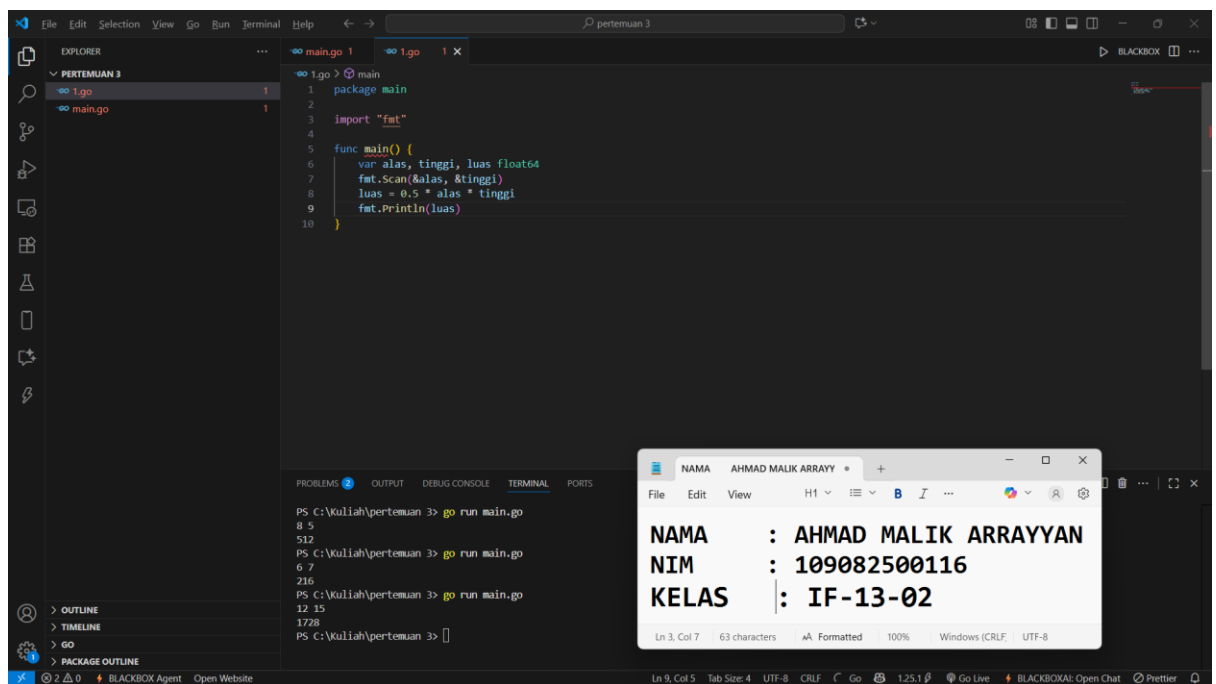 File Edit Selection View Go Run Terminal Help
pertemuan 3
EXPLORER
PERTEMUAN 3
1.go 1
main.go 1
OUTLINE
TIMELINE
GO
PACKAGE OUTLINE
main.go 1 1.go 1
BLACKBOX
1.go > main
1 package main
2
3 import "fmt"
4
5 func main() {
6 var alas, tinggi, luas float64
7 fmt.Scan(&alas, &tinggi)
8 luas = 0.5 * alas * tinggi
9 fmt.Println(luas)
10 }
PROBLEMS 2 OUTPUT DEBUG CONSOLE TERMINAL PORTS
PS C:\Kuliah\pertemuan 3> go run main.go
8 5
512
PS C:\Kuliah\pertemuan 3> go run main.go
6 7
216
PS C:\Kuliah\pertemuan 3> go run main.go
12 15
1728
PS C:\Kuliah\pertemuan 3>
NAMA AHMAD MALIK ARRAYY
File Edit View H1 B I ...
NAMA : AHMAD MALIK ARRAYYAN
NIM : 109082500116
KELAS : IF-13-02
Ln 3, Col 7 63 characters Formatted 100% Windows (CRLF) UTF-8
1
2 0 BLACKBOX Agent Open Website Ln 9, Col 5 Tab Size: 4 UTF-8 CRLF Go 1.25.1 Go Live BLACKBOXAI: Open Chat Prettier